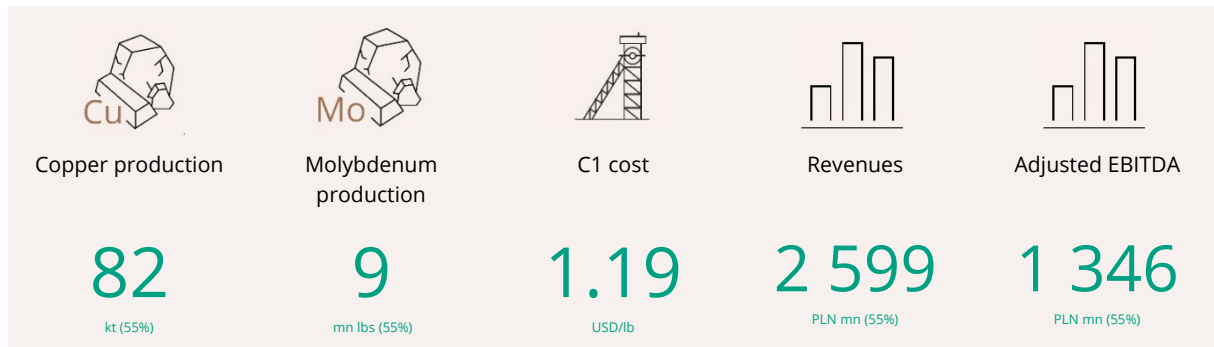 Cu
Mo
Copper production
Molybdenum
production
C1 cost
Revenues
Adjusted EBITDA
82
9
1.19
2 599
1 346
kt (55%)
mn lbs (55%)
USD/lb
PLN mn (55%)
PLN mn (55%)